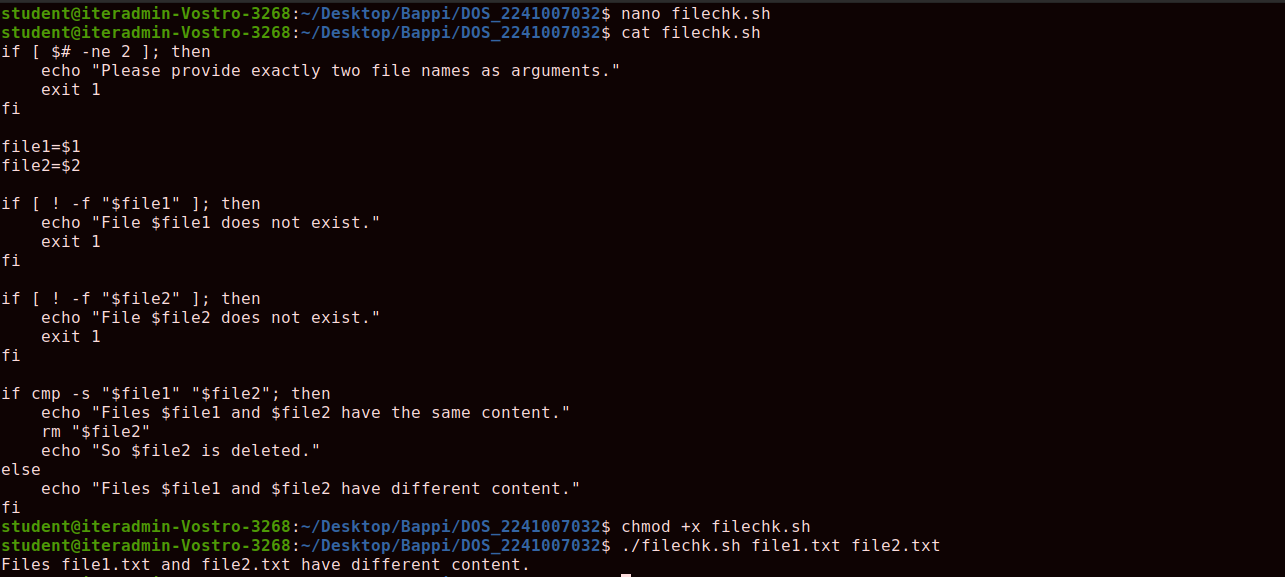 student@iteradmin-Vostro-3268:~/Desktop/Bappi/DOS_2241007032$ nano filechk.sh
student@iteradmin-Vostro-3268:~/Desktop/Bappi/DOS_2241007032$ cat filechk.sh
if [ $# -ne 2 ]; then
    echo "Please provide exactly two file names as arguments."
    exit 1
fi

file1=$1
file2=$2

if [ ! -f "$file1" ]; then
    echo "File $file1 does not exist."
    exit 1
fi

if [ ! -f "$file2" ]; then
    echo "File $file2 does not exist."
    exit 1
fi

if cmp -s "$file1" "$file2"; then
    echo "Files $file1 and $file2 have the same content."
    rm "$file2"
    echo "So $file2 is deleted."
else
    echo "Files $file1 and $file2 have different content."
fi
student@iteradmin-Vostro-3268:~/Desktop/Bappi/DOS_2241007032$ chmod +x filechk.sh
student@iteradmin-Vostro-3268:~/Desktop/Bappi/DOS_2241007032$ ./filechk.sh file1.txt file2.txt
Files file1.txt and file2.txt have different content.